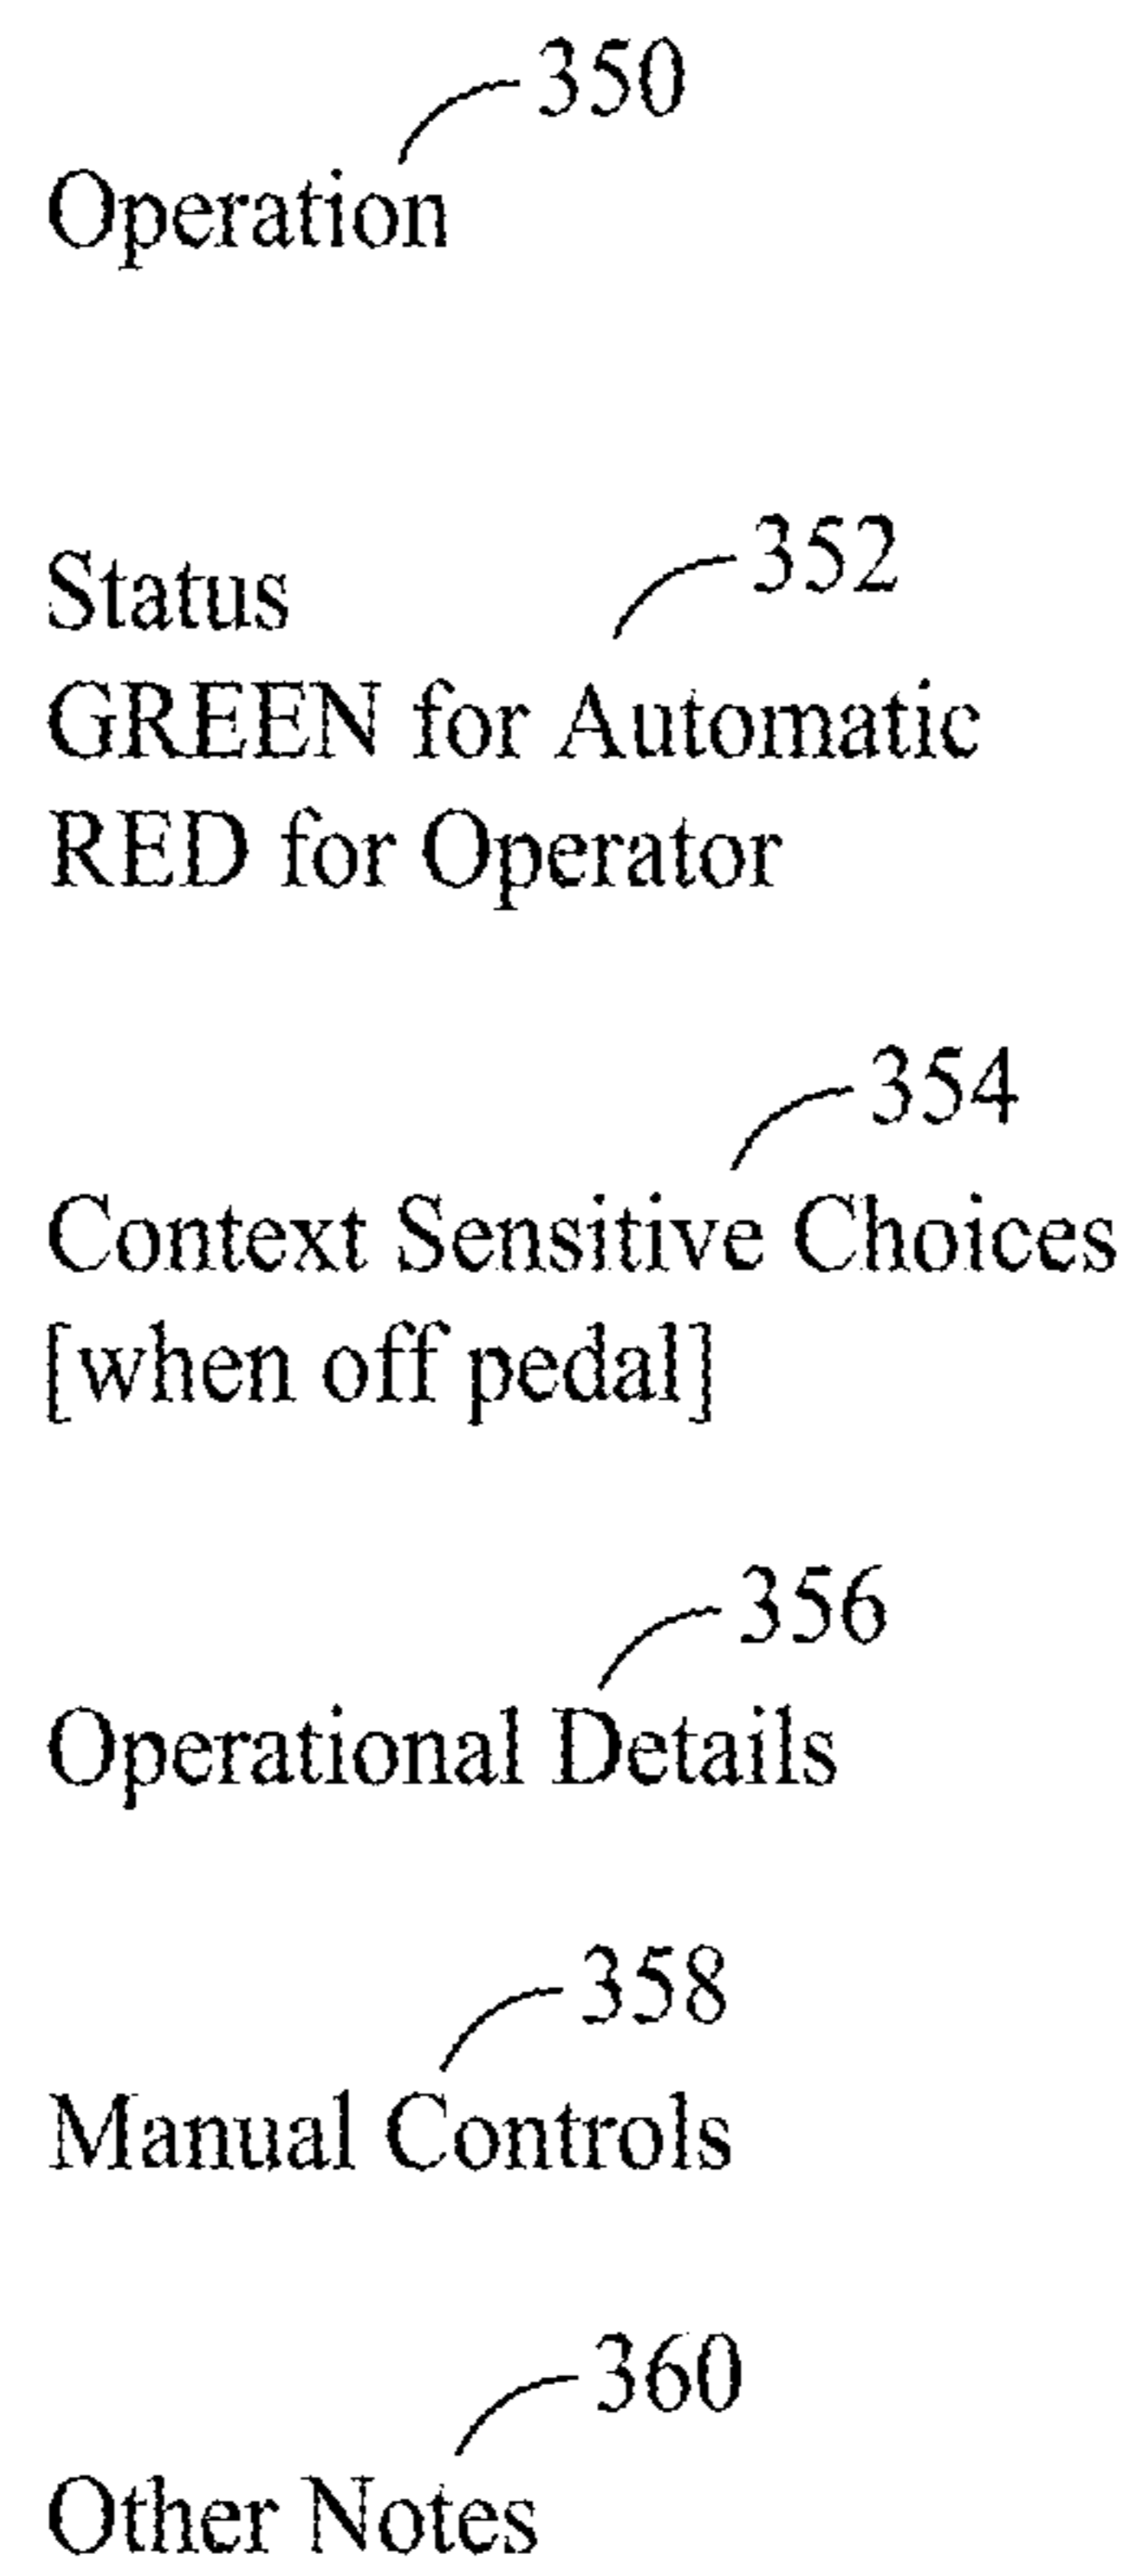 350
Operation
352
Status
GREEN for Automatic
RED for Operator
354
Context Sensitive Choices
[when off pedal]
356
Operational Details
358
Manual Controls
360
Other Notes